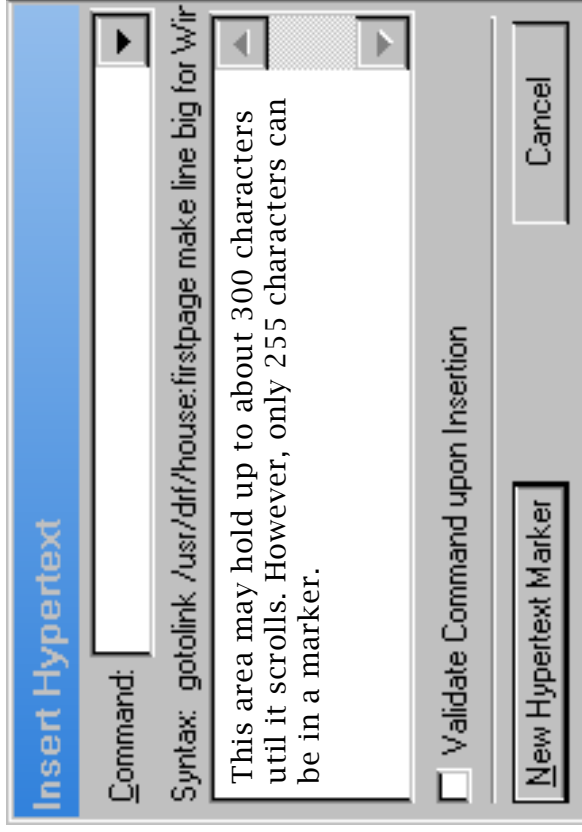 Insert Hypertext
Command:
Syntax: gotolink /usr/drf/house:firstpage make line big for Wir
This area may hold up to about 300 characters
util it scrolls. However, only 255 characters can
be in a marker.
Validate Command upon Insertion
New Hypertext Marker
Cancel